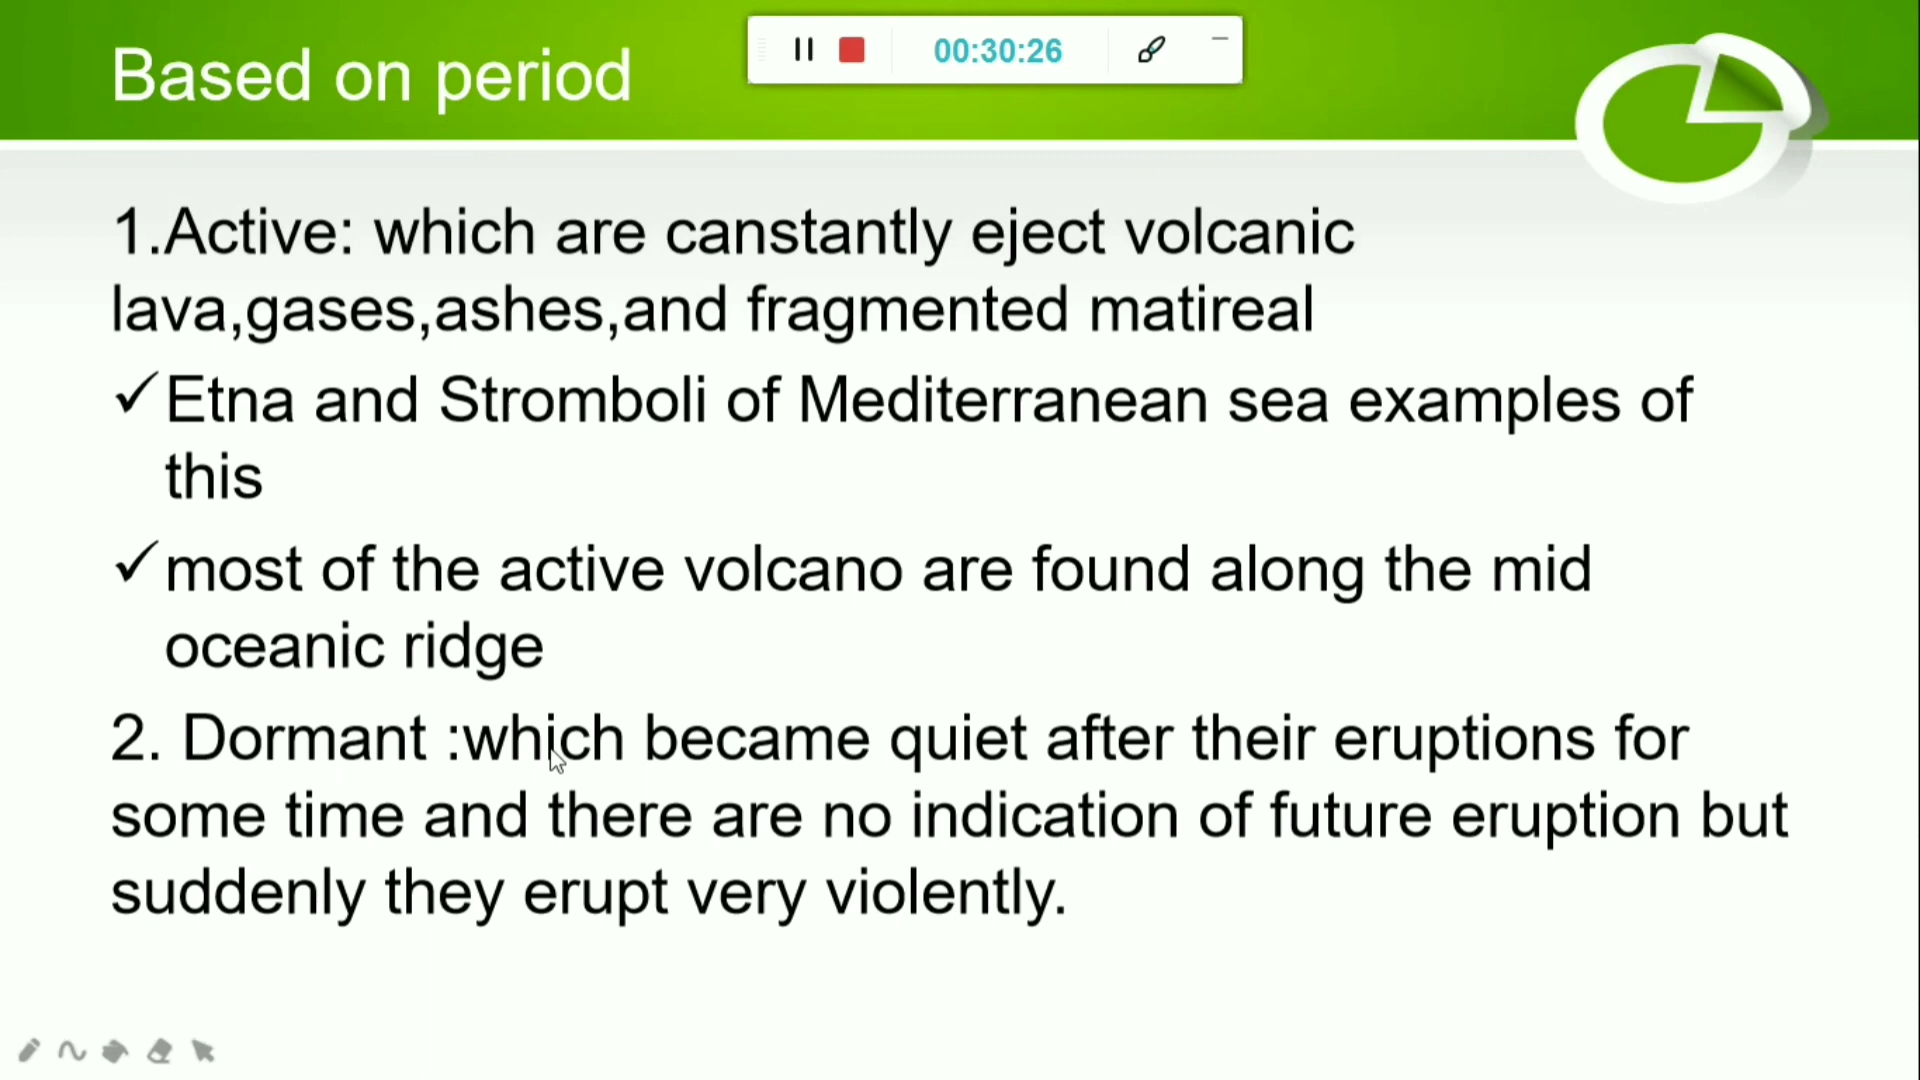 Based on period
00:30:26
1.Active: which are canstantly eject volcanic
lava,gases,ashes,and fragmented matireal
✓Etna and Stromboli of Mediterranean sea examples of
this
✓most of the active volcano are found along the mid
oceanic ridge
2. Dormant :which became quiet after their eruptions for
some time and there are no indication of future eruption but
suddenly they erupt very violently.